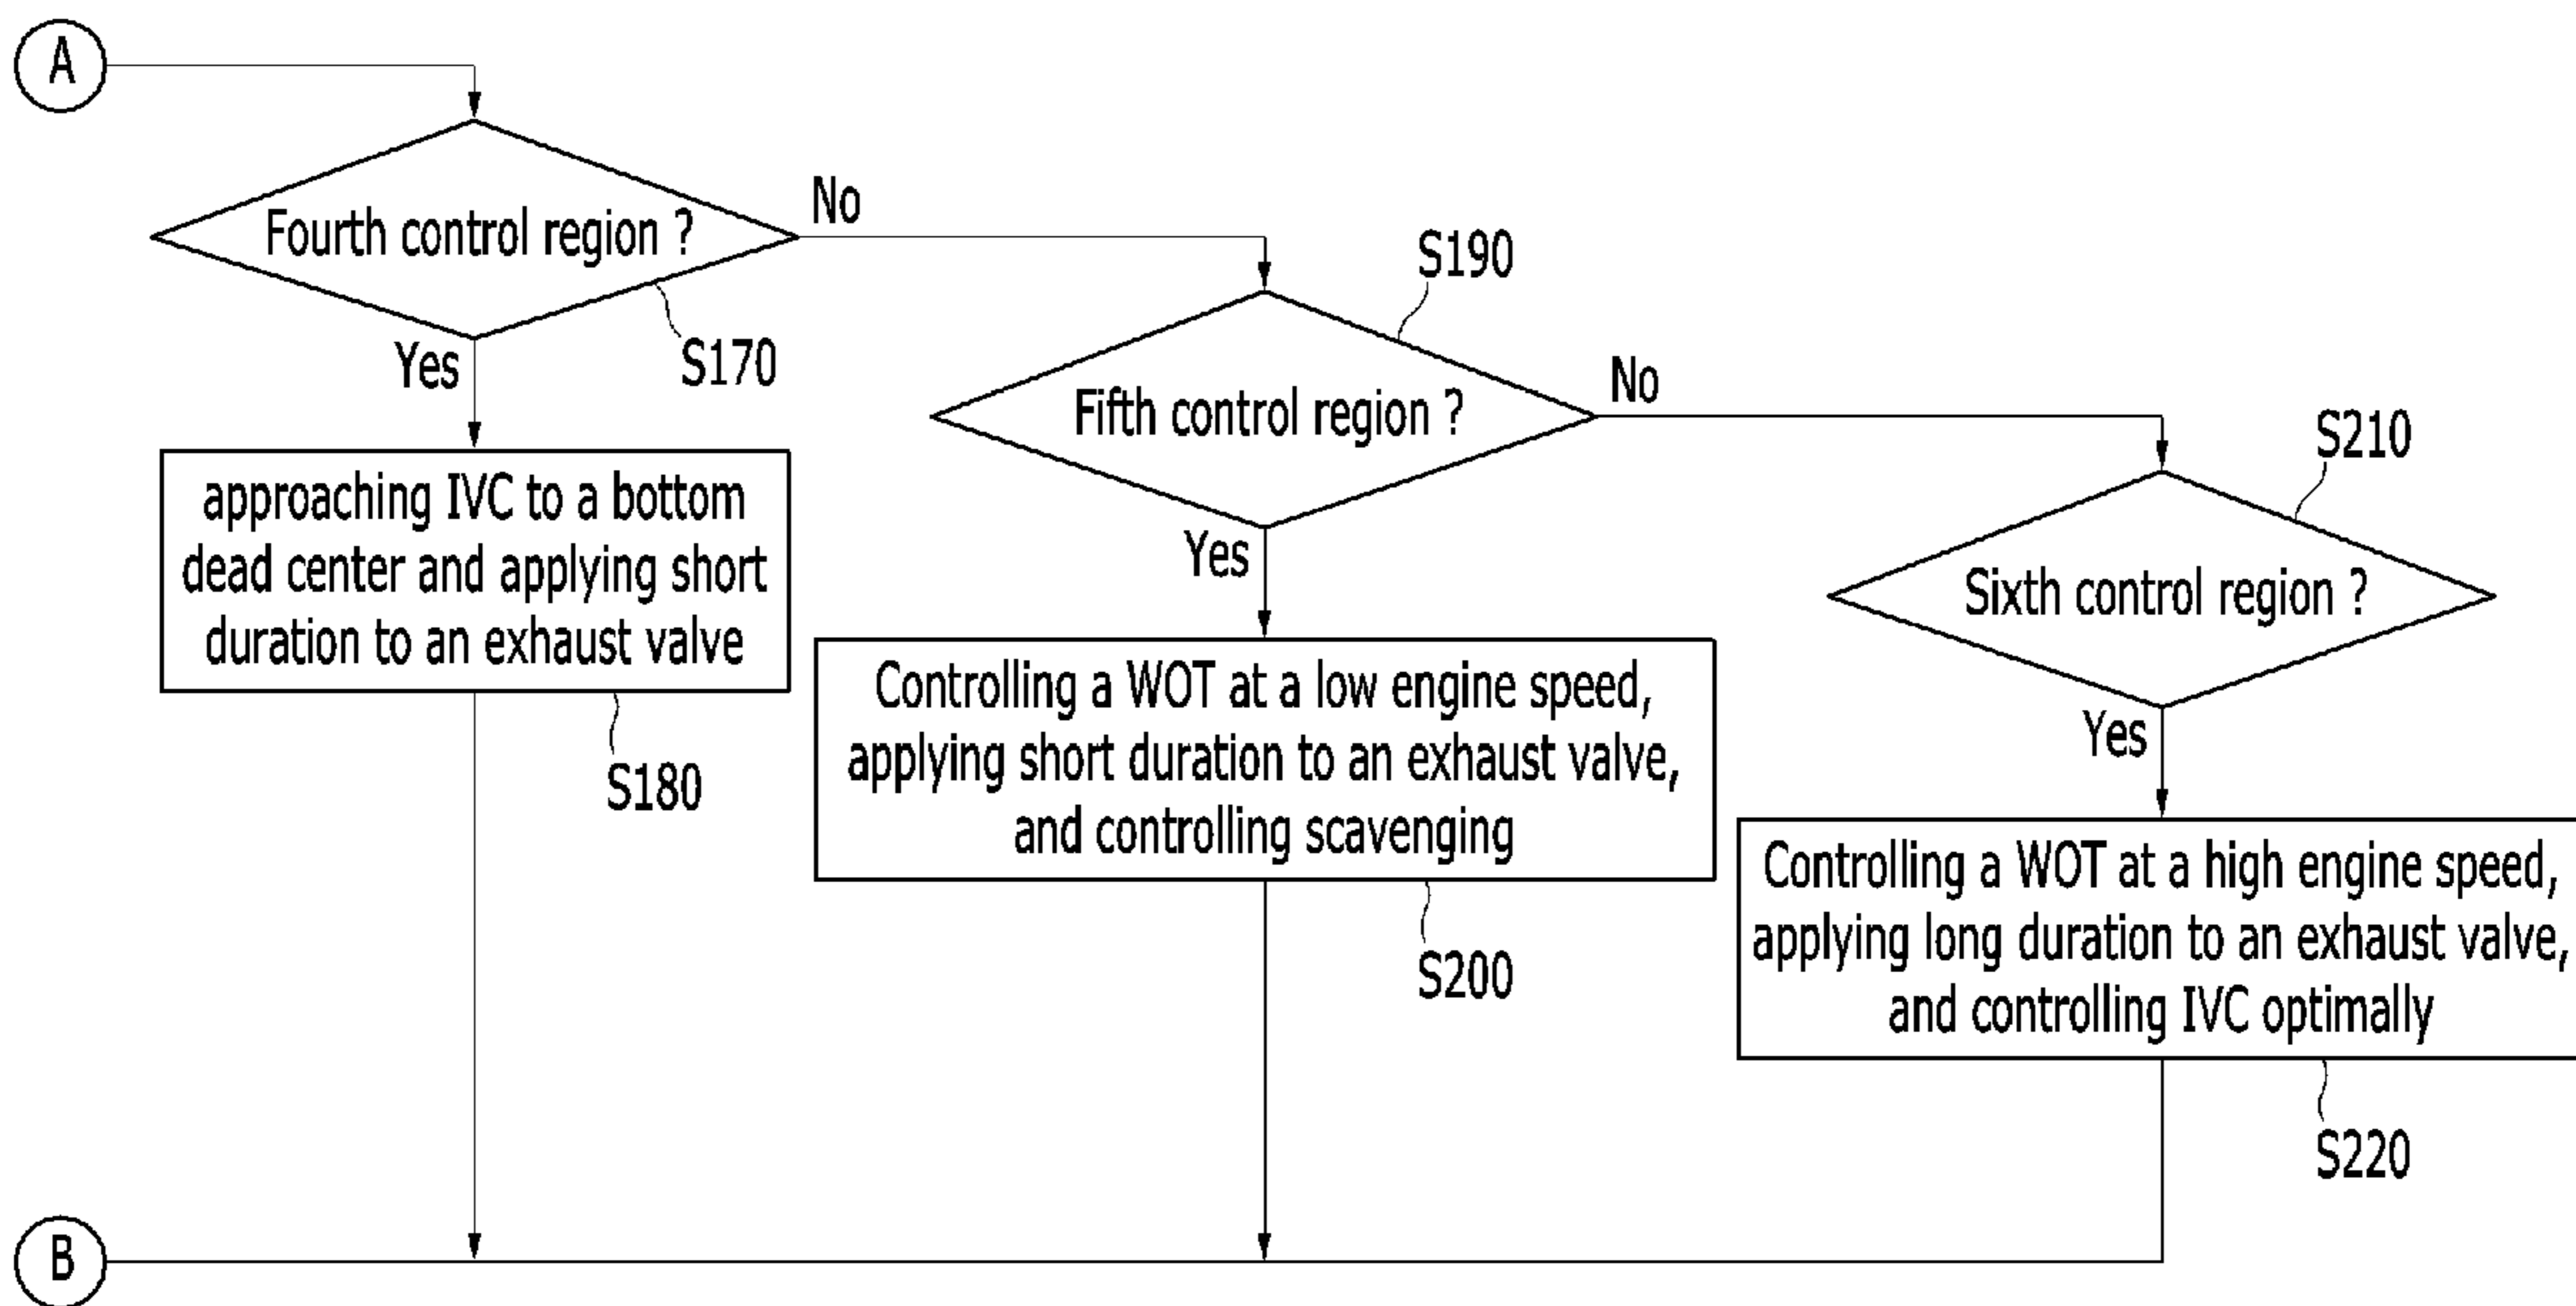 A
Fourth control region ?
No
S170
Yes
approaching IVC to a bottom
dead center and applying short
duration to an exhaust valve
S180
S190
Fifth control region ?
No
Yes
Controlling a WOT at a low engine speed,
applying short duration to an exhaust valve,
and controlling scavenging
S200
S210
Sixth control region ?
Yes
Controlling a WOT at a high engine speed,
applying long duration to an exhaust valve,
and controlling IVC optimally
S220
B